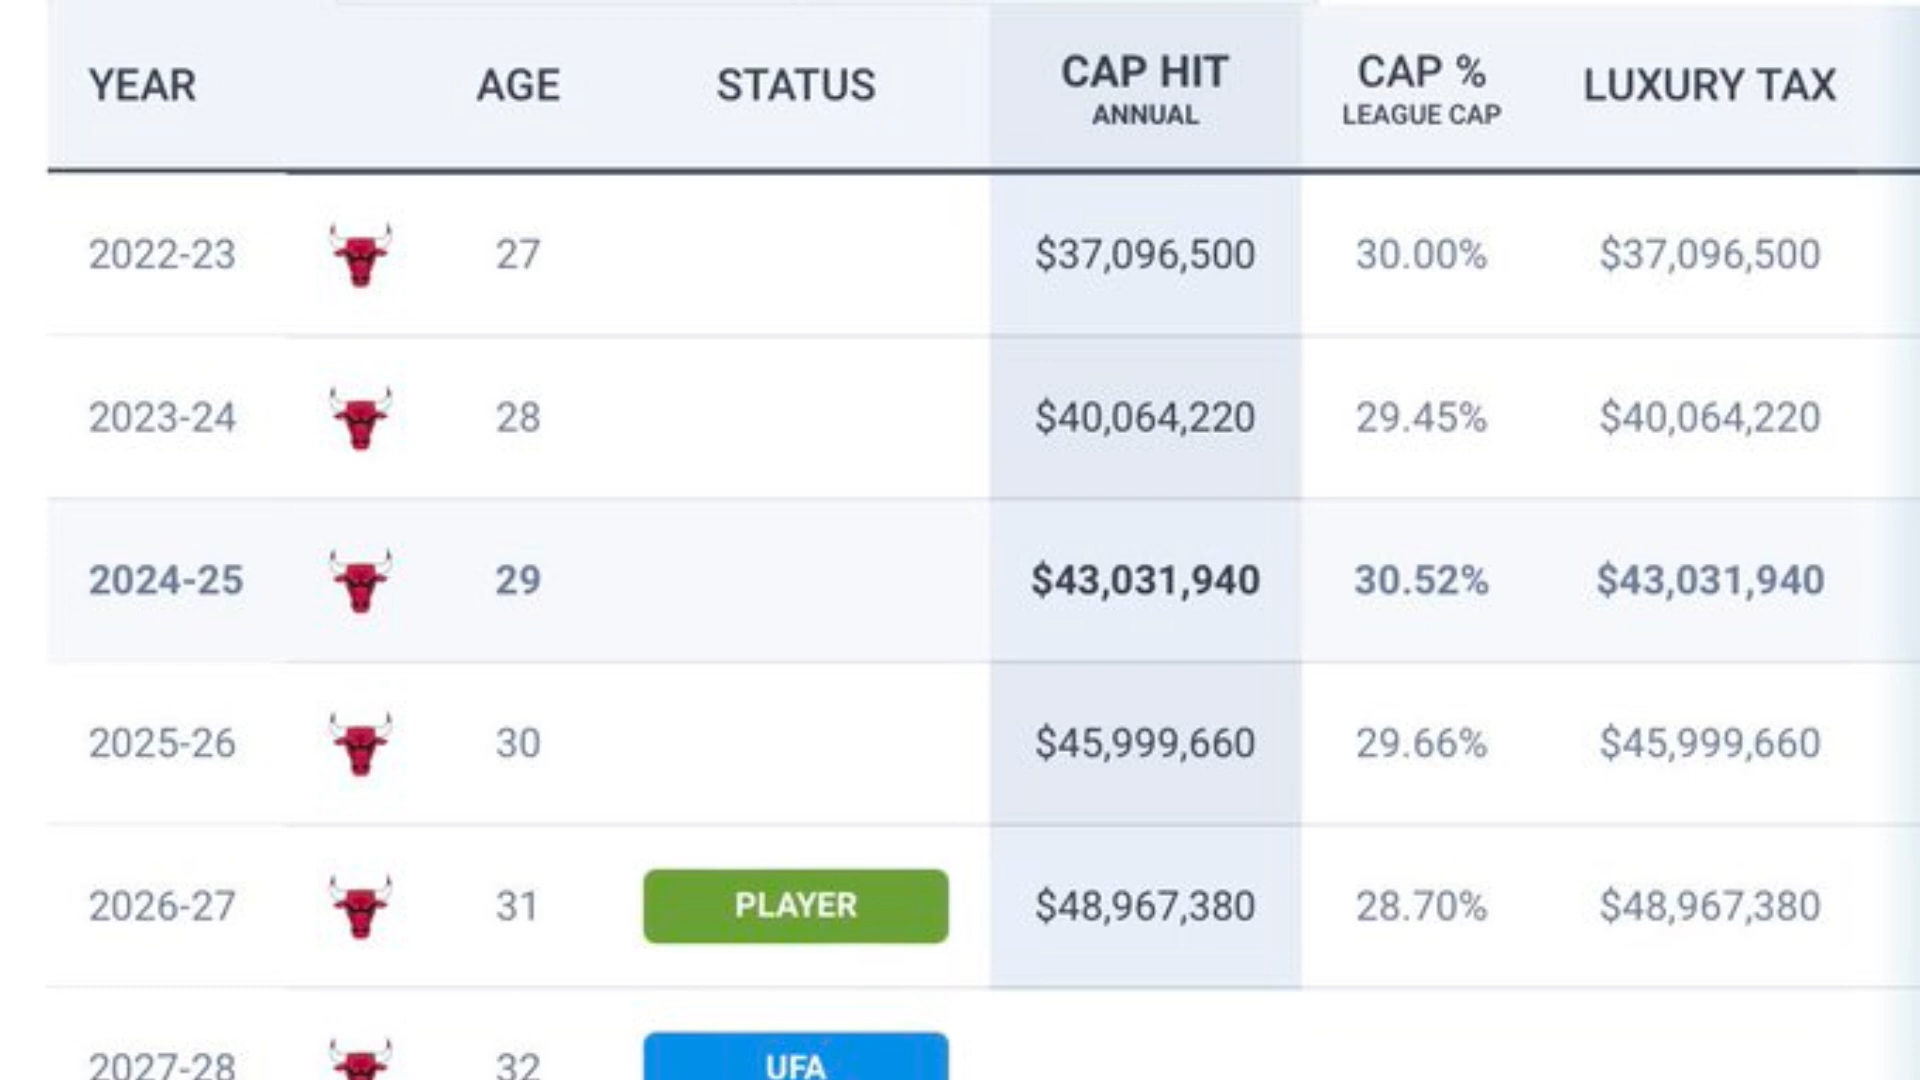 YEAR AGE STATUS CAP HIT CAP % LUXURY TAX
ANNUAL LEAGUE CAP
2022-23 27 $37,096,500 30.00% $37,096,500
2023-24 28 $40,064,220 29.45% $40,064,220
2024-25 29 $43,031,940 30.52% $43,031,940
2025-26 30 $45,999,660 29.66% $45,999,660
2026-27 31 PLAYER $48,967,380 28.70% $48,967,380
2027-28 32 UFA